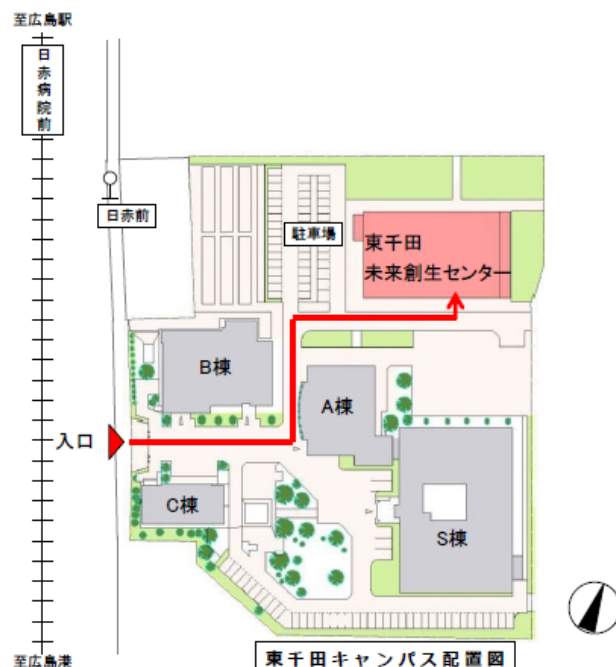 至広島駅
日赤病院前
日赤前
駐車場
東千田
未来創生センター
B棟
A棟
入口
C棟
S棟
東千田キャンパス配置図
至広島港